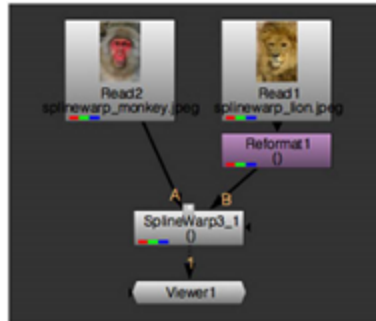 Read2
splinewarp_monkey.jpeg
Read1
splinewarp_lion.jpeg
Reformat1
()
A
B
SplineWarp3_1
()
1
Viewer1